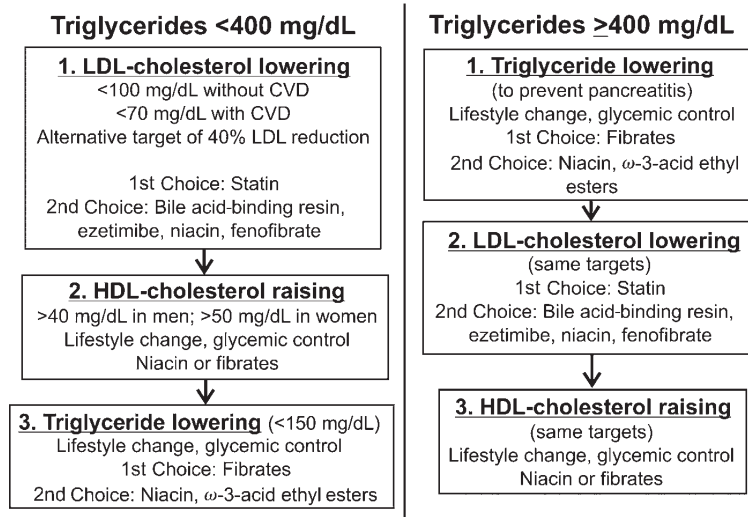 Triglycerides <400 mg/dL
1. LDL-cholesterol lowering
<100 mg/dL without CVD
<70 mg/dL with CVD
Alternative target of 40% LDL reduction
1st Choice: Statin
2nd Choice: Bile acid-binding resin,
ezetimibe, niacin, fenofibrate
2. HDL-cholesterol raising
>40 mg/dL in men; >50 mg/dL in women
Lifestyle change, glycemic control
Niacin or fibrates
3. Triglyceride lowering (<150 mg/dL)
Lifestyle change, glycemic control
1st Choice: Fibrates
2nd Choice: Niacin, ω-3-acid ethyl esters
Triglycerides ≥400 mg/dL
1. Triglyceride lowering
(to prevent pancreatitis)
Lifestyle change, glycemic control
1st Choice: Fibrates
2nd Choice: Niacin, ω-3-acid ethyl
esters
2. LDL-cholesterol lowering
(same targets)
1st Choice: Statin
2nd Choice: Bile acid-binding resin,
ezetimibe, niacin, fenofibrate
3. HDL-cholesterol raising
(same targets)
Lifestyle change, glycemic control
Niacin or fibrates